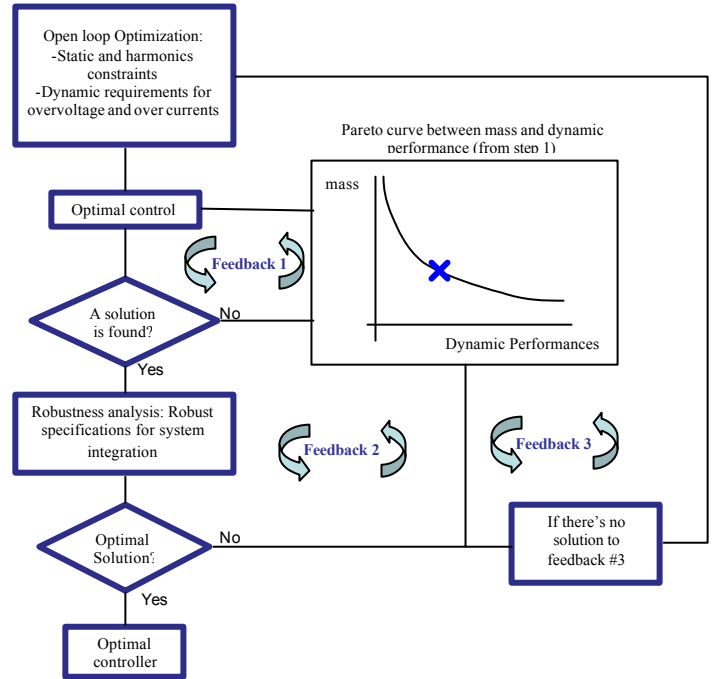 Open loop Optimization:
-Static and harmonics
constraints
-Dynamic requirements for
overvoltage and over currents
Pareto curve between mass and dynamic
performance (from step 1)
mass
Optimal control
Feedback 1
A solution
is found?
No
Dynamic Performances
Yes
Robustness analysis: Robust
specifications for system
integration
Feedback 2
Feedback 3
Optimal
Solution?
No
If there's no
solution to
feedback #3
Yes
Optimal
controller